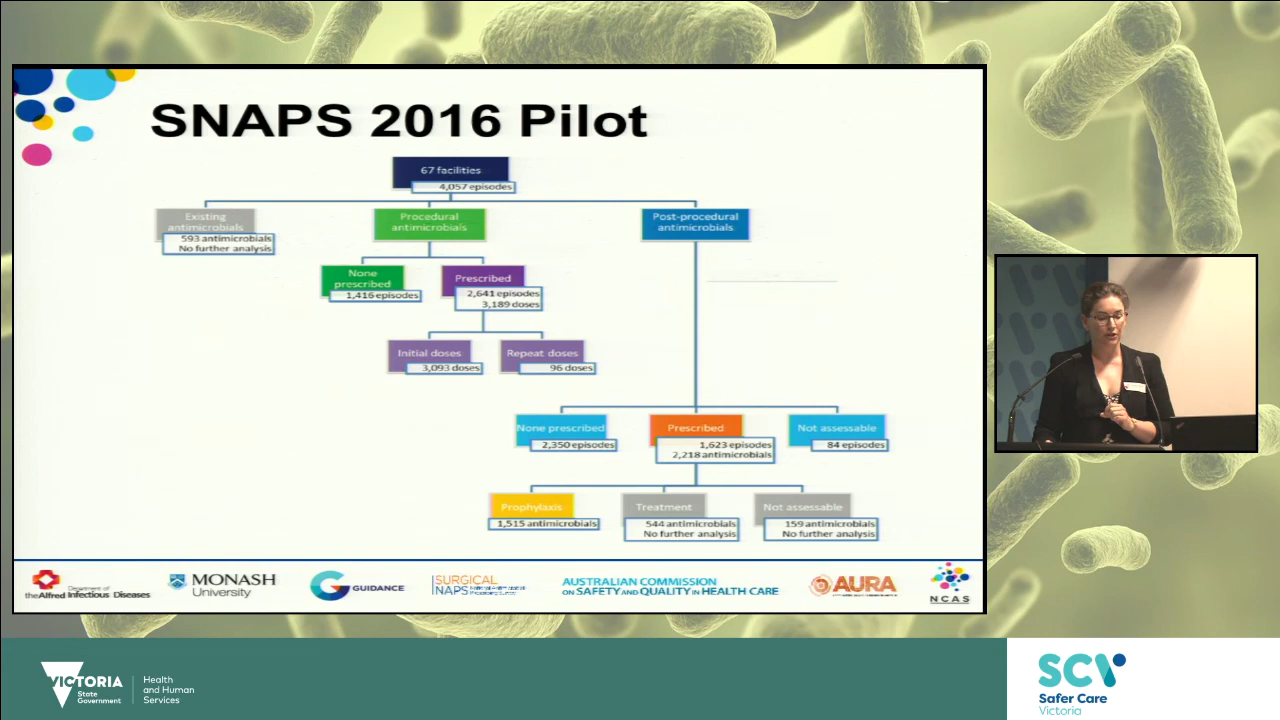 SNAPS 2016 Pilot
67 facilities
4,057 episodes
Existing
antimicrobials
593 antimicrobials
No further analysis
Procedural
antimicrobials
Post-procedural
antimicrobials
None
prescribed
1,416 episodes
Prescribed
2,641 episodes
3,189 doses
Initial doses
3,093 doses
Repeat doses
96 doses
None prescribed
2,350 episodes
Prescribed
1,623 episodes
2,218 antimicrobials
Not assessable
84 episodes
Prophylaxis
1,515 antimicrobials
Treatment
544 antimicrobials
No further analysis
Not assessable
159 antimicrobials
No further analysis
Department of
theAlfred Infectious Diseases
MONASH
University
GUIDANCE
SURGICAL
NAPS
AUSTRALIAN COMMISSION
ON SAFETY AND QUALITY IN HEALTH CARE
AURA
NCAS
VICTORIA
State
Government
Health
and Human
Services
SCV
Safer Care
Victoria